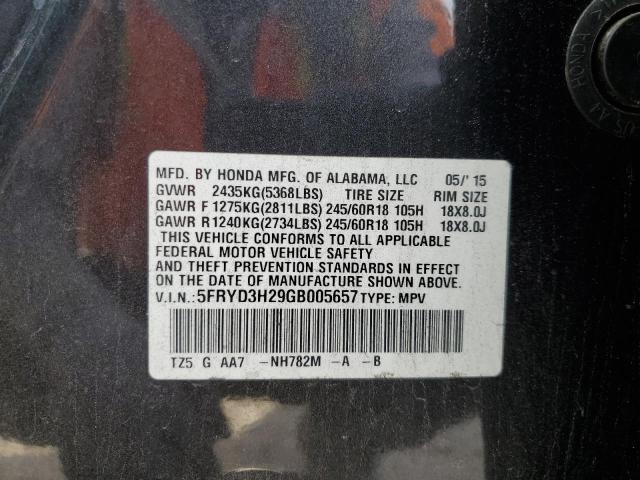 MFD. BY HONDA MFG. OF ALABAMA, LLC 05/'15
GVWR 2435KG(5368LBS) TIRE SIZE RIM SIZE
GAWR F 1275KG(2811LBS) 245/60R18 105H 18X8.0J
GAWR R1240KG(2734LBS) 245/60R18 105H 18X8.0J
THIS VEHICLE CONFORMS TO ALL APPLICABLE
FEDERAL MOTOR VEHICLE SAFETY
AND THEFT PREVENTION STANDARDS IN EFFECT
ON THE DATE OF MANUFACTURE SHOWN ABOVE.
V.I.N.: 5FRYD3H29GB005657 TYPE: MPV
TZ5 G AA7 -NH782M -A -B
HONDA